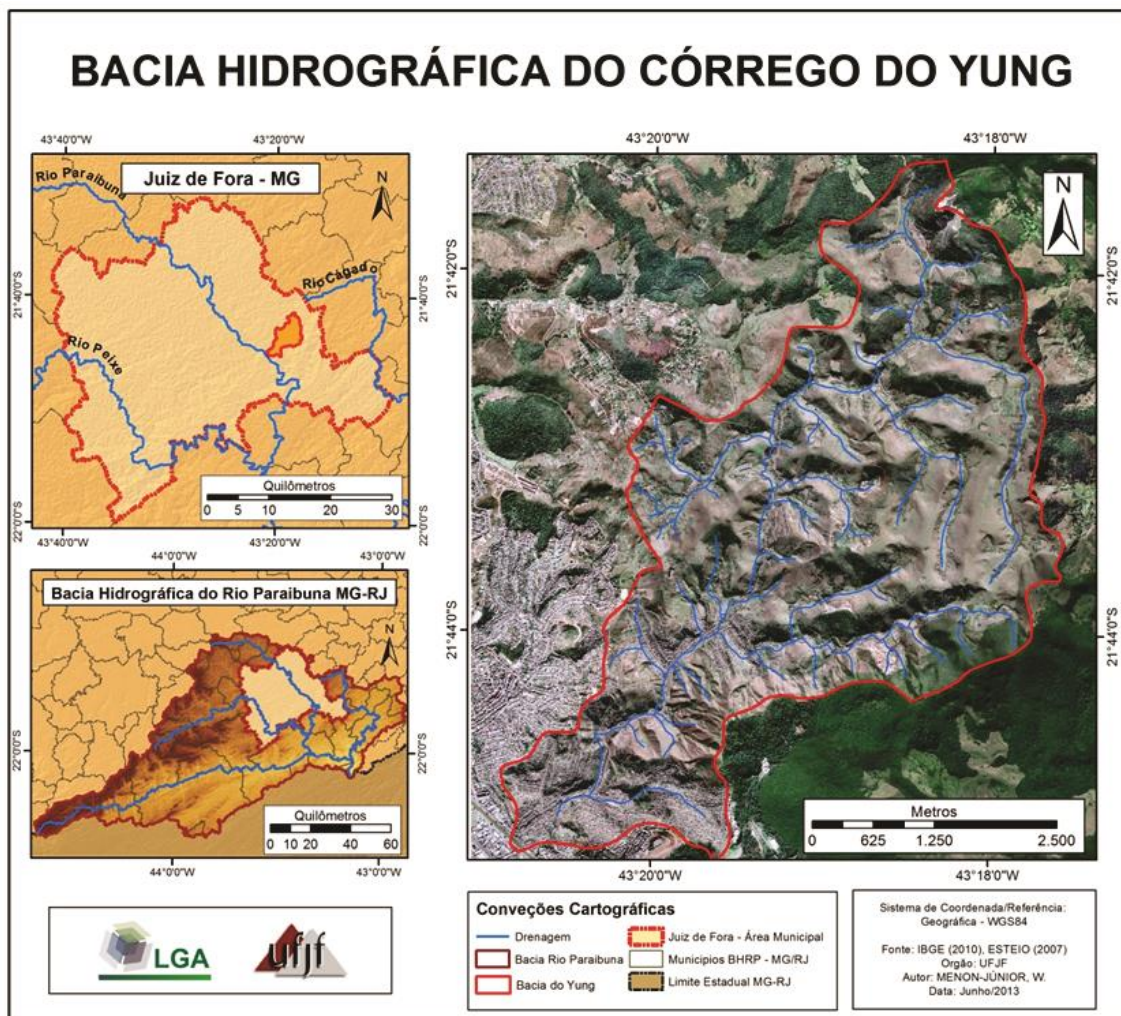 BACIA HIDROGRÁFICA DO CÓRREGO DO YUNG
43°40'0"W
43°20'0"W
Juiz de Fora - MG
N
Rio Paraibuna
Rio Cágado
Rio Peixe
21°40'0"S
21°40'0"S
22°0'0"S
22°0'0"S
Quilômetros
0 5 10 20 30
43°40'0"W
43°20'0"W
44°0'0"W
43°0'0"W
Bacia Hidrográfica do Rio Paraibuna MG-RJ
N
22°0'0"S
22°0'0"S
Quilômetros
0 10 20 40 60
44°0'0"W
43°0'0"W
43°20'0"W
43°18'0"W
N
21°42'0"S
21°42'0"S
21°44'0"S
21°44'0"S
Metros
0 625 1.250 2.500
43°20'0"W
43°18'0"W
LGA
ufjf
Conveções Cartográficas
Drenagem
Bacia Rio Paraibuna
Bacia do Yung
Juiz de Fora - Área Municipal
Municipios BHRP - MG/RJ
Limite Estadual MG-RJ
Sistema de Coordenada/Referência:
Geográfica - WGS84
Fonte: IBGE (2010), ESTEIO (2007)
Orgão: UFJF
Autor: MENON-JÚNIOR, W.
Data: Junho/2013